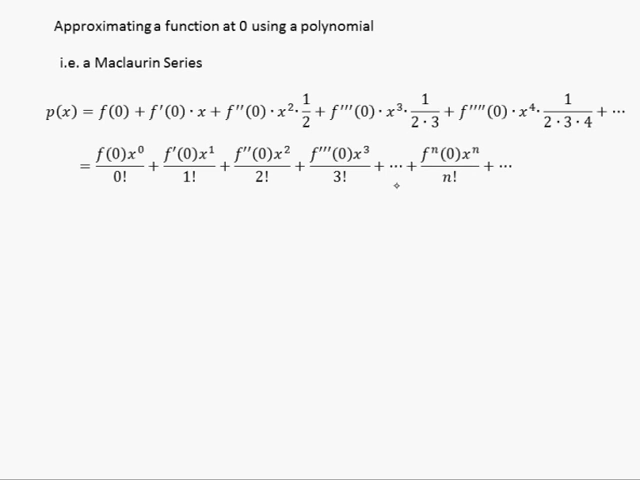 Approximating a function at 0 using a polynomial
i.e. a Maclaurin Series
p(x) = f(0) + f′(0) · x + f′′(0) · x² · 1/2 + f′′′(0) · x³ · 1/(2 · 3) + f′′′′(0) · x⁴ · 1/(2 · 3 · 4) + ⋯
= f(0)x⁰/0! + f′(0)x¹/1! + f′′(0)x²/2! + f′′′(0)x³/3! + ⋯ + fⁿ(0)xⁿ/n! + ⋯